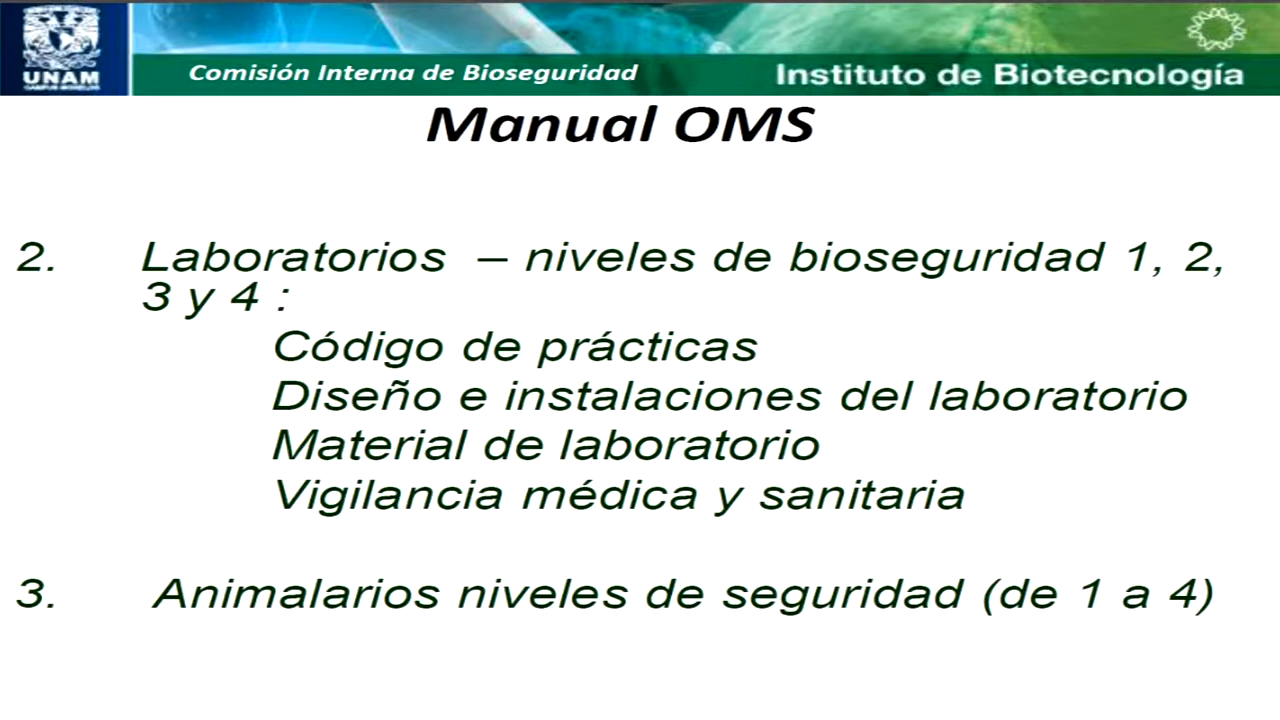 UNAM
CAMPUS MORELOS
Comisión Interna de Bioseguridad
Instituto de Biotecnología
Manual OMS
2. Laboratorios – niveles de bioseguridad 1, 2,
3 y 4 :
Código de prácticas
Diseño e instalaciones del laboratorio
Material de laboratorio
Vigilancia médica y sanitaria
3. Animalarios niveles de seguridad (de 1 a 4)